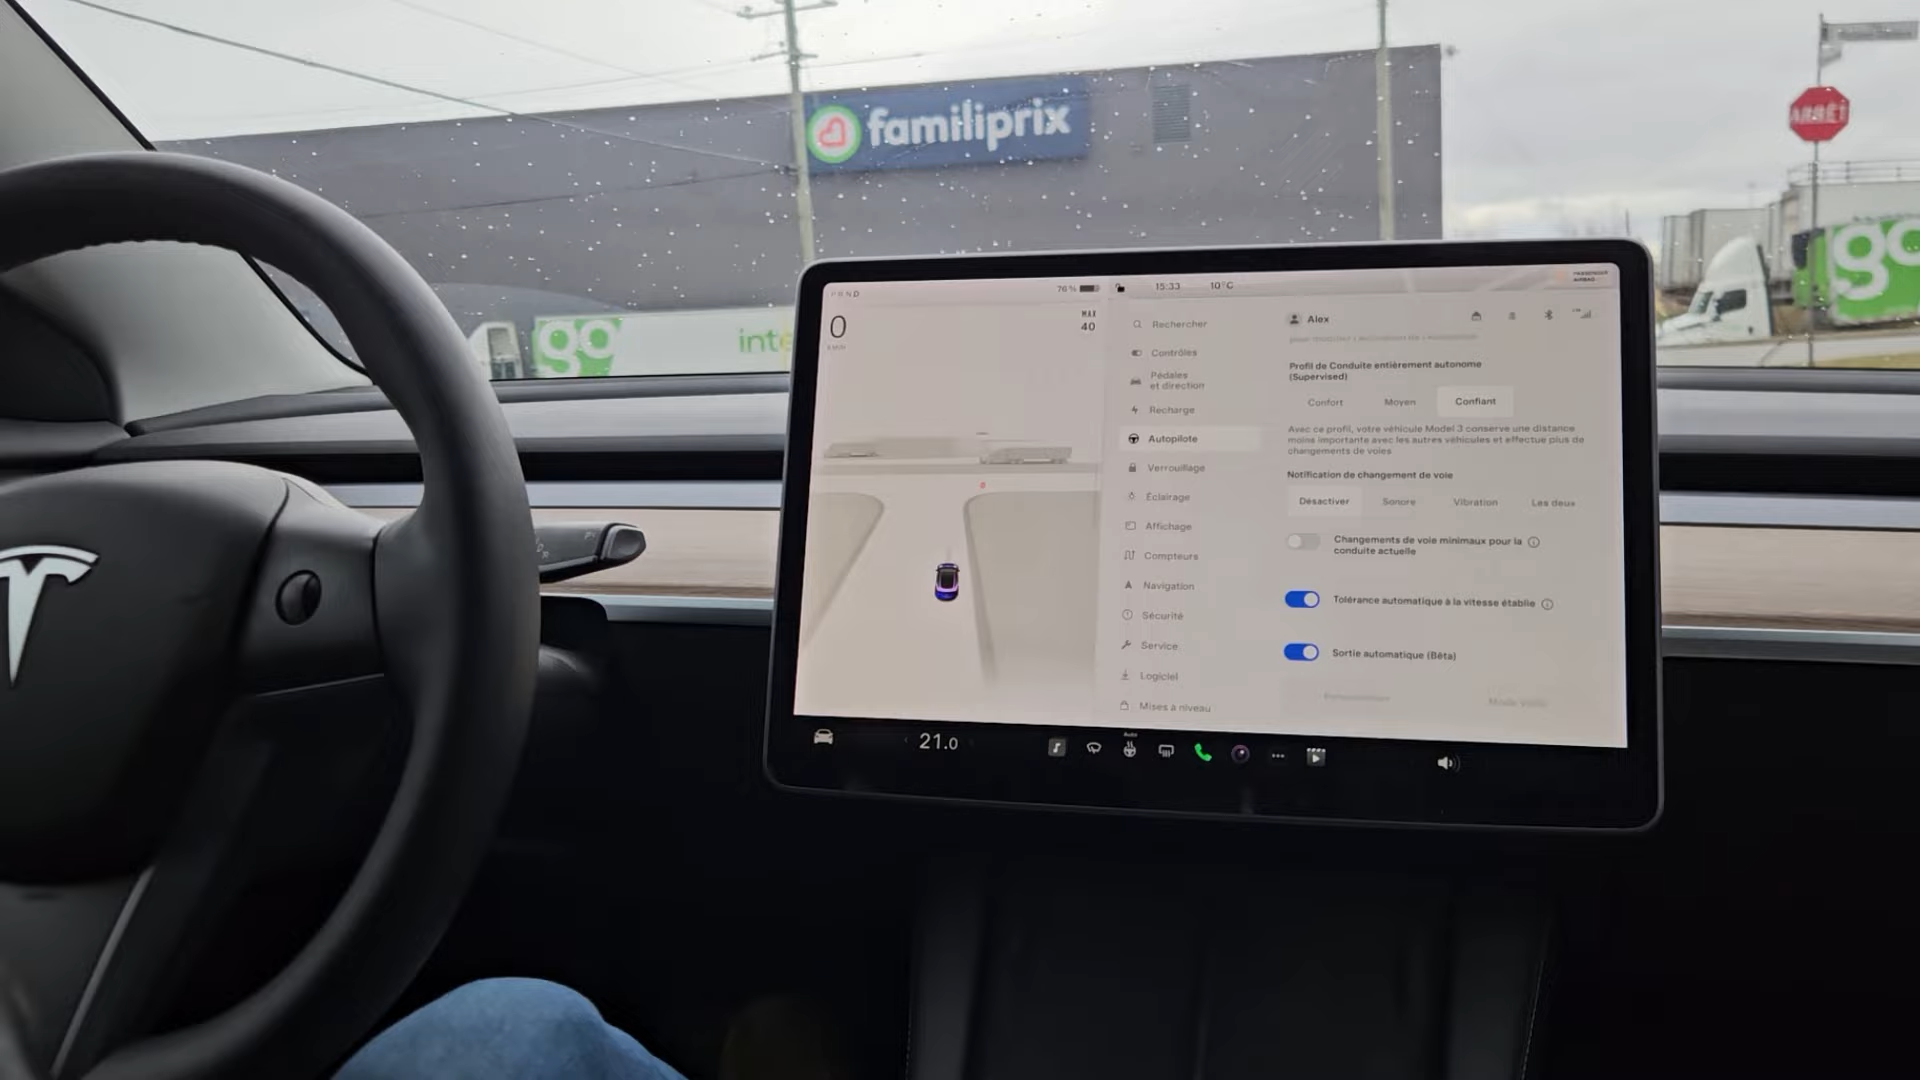 familiprix
ARRÊT
go
go
inte
PRND
76 %
15:33
10°C
0
MAX
40
Rechercher
Contrôles
Pédales
et direction
Recharge
Autopilote
Verrouillage
Éclairage
Affichage
Compteurs
Navigation
Sécurité
Service
Logiciel
Mises à niveau
Alex
Profil de Conduite entièrement autonome
(Supervised)
Confort
Moyen
Confiant
Avec ce profil, votre véhicule Model 3 conserve une distance
moins importante avec les autres véhicules et effectue plus de
changements de voies
Notification de changement de voie
Désactiver
Sonore
Vibration
Les deux
Changements de voie minimaux pour la
conduite actuelle
Tolérance automatique à la vitesse établie
Sortie automatique (Bêta)
21.0
Auto